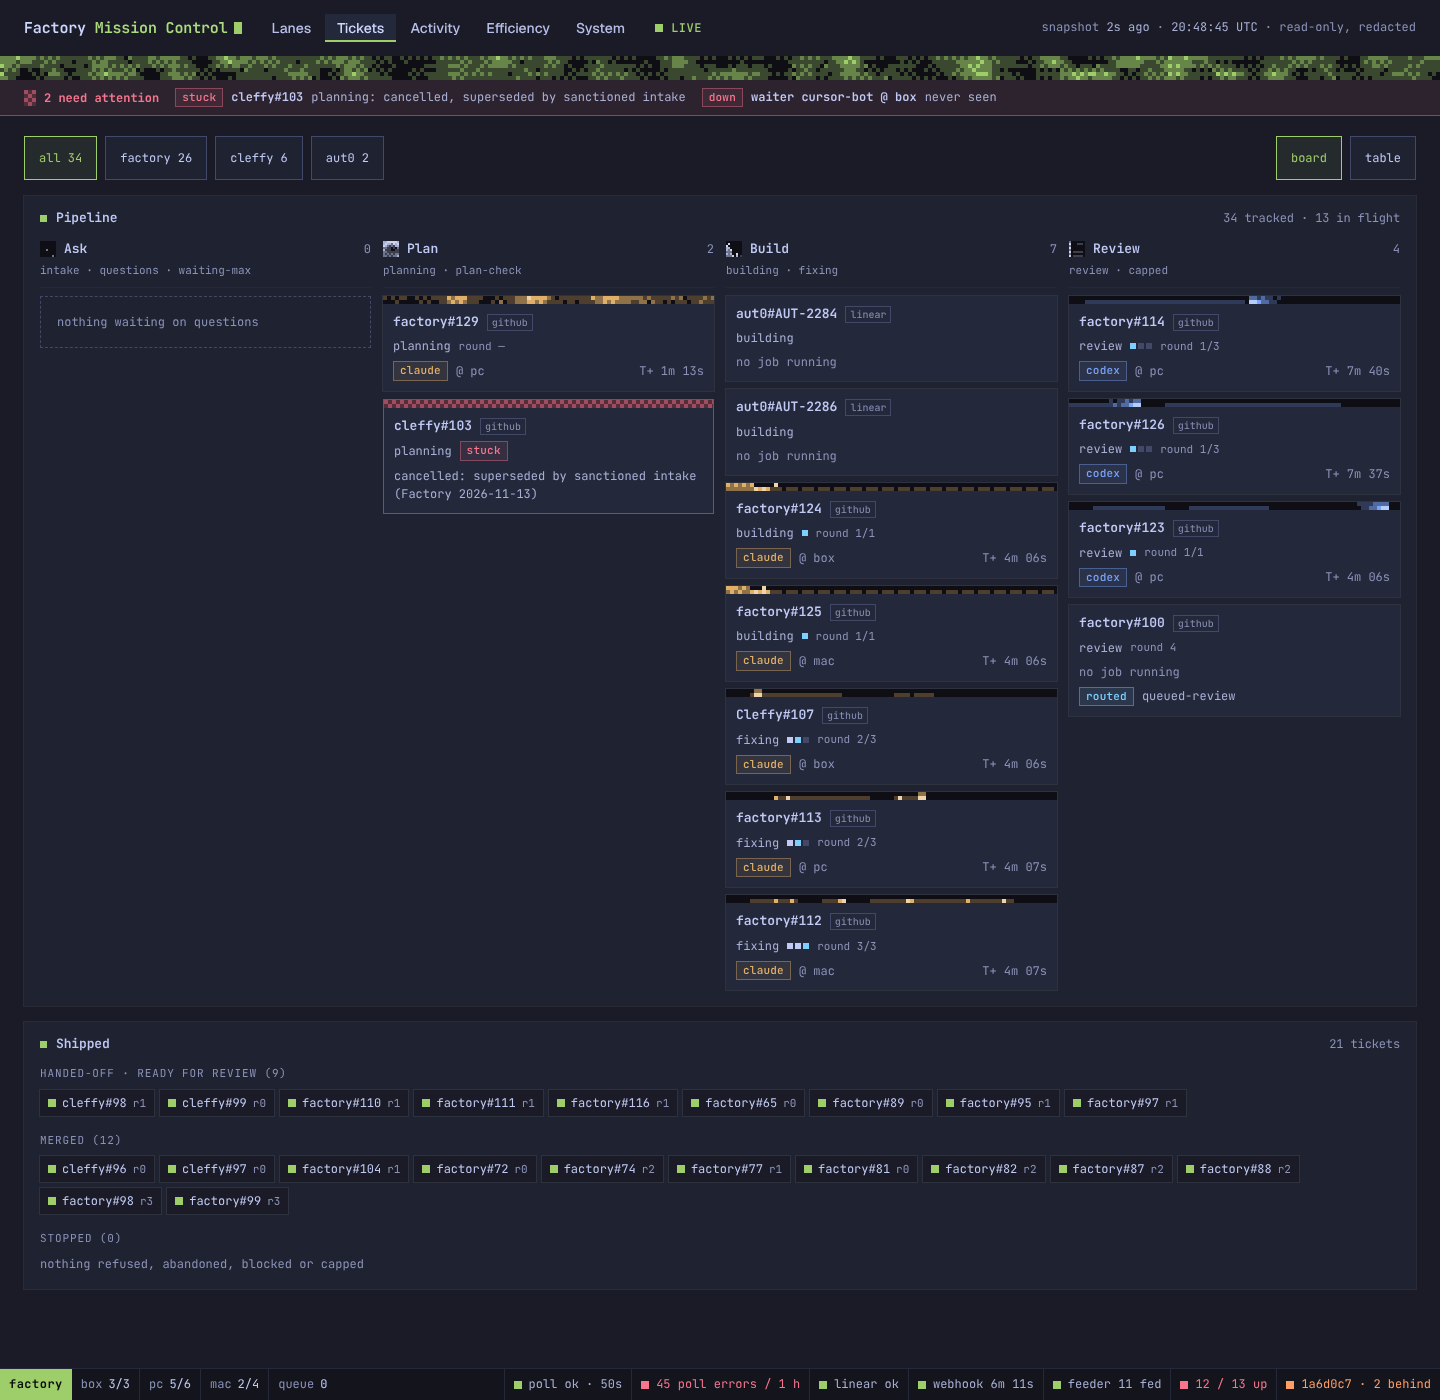 Factory Mission Control Lanes Tickets Activity Efficiency System LIVE snapshot 2s ago · 20:48:45 UTC · read-only, redacted
2 need attention stuck cleffy#103 planning: cancelled, superseded by sanctioned intake down waiter cursor-bot @ box never seen
all 34 factory 26 cleffy 6 aut0 2 board table
Pipeline 34 tracked · 13 in flight
Ask 0
intake · questions · waiting-max
nothing waiting on questions
Plan 2
planning · plan-check
factory#129 github
planning round —
claude @ pc T+ 1m 13s
cleffy#103 github
planning stuck
cancelled: superseded by sanctioned intake
(Factory 2026-11-13)
Build 7
building · fixing
aut0#AUT-2284 linear
building
no job running
aut0#AUT-2286 linear
building
no job running
factory#124 github
building round 1/1
claude @ box T+ 4m 06s
factory#125 github
building round 1/1
claude @ mac T+ 4m 06s
Cleffy#107 github
fixing round 2/3
claude @ box T+ 4m 06s
factory#113 github
fixing round 2/3
claude @ pc T+ 4m 07s
factory#112 github
fixing round 3/3
claude @ mac T+ 4m 07s
Review 4
review · capped
factory#114 github
review round 1/3
codex @ pc T+ 7m 40s
factory#126 github
review round 1/3
codex @ pc T+ 7m 37s
factory#123 github
review round 1/1
codex @ pc T+ 4m 06s
factory#100 github
review round 4
no job running
routed queued-review
Shipped 21 tickets
HANDED-OFF · READY FOR REVIEW (9)
cleffy#98 r1 cleffy#99 r0 factory#110 r1 factory#111 r1 factory#116 r1 factory#65 r0 factory#89 r0 factory#95 r1 factory#97 r1
MERGED (12)
cleffy#96 r0 cleffy#97 r0 factory#104 r1 factory#72 r0 factory#74 r2 factory#77 r1 factory#81 r0 factory#82 r2 factory#87 r2 factory#88 r2
factory#98 r3 factory#99 r3
STOPPED (0)
nothing refused, abandoned, blocked or capped
factory box 3/3 pc 5/6 mac 2/4 queue 0 poll ok · 50s 45 poll errors / 1 h linear ok webhook 6m 11s feeder 11 fed 12 / 13 up 1a6d0c7 · 2 behind